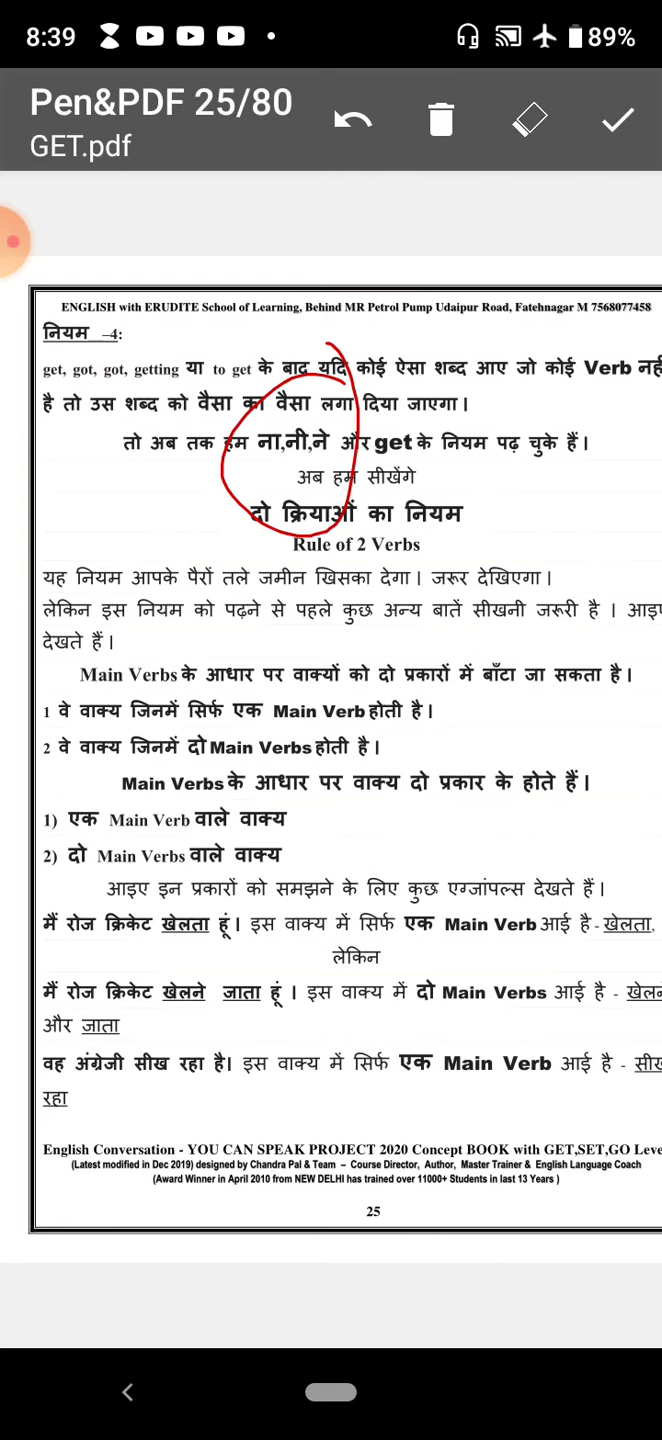 8:39
89%
Pen&PDF 25/80
GET.pdf
ENGLISH with ERUDITE School of Learning, Behind MR Petrol Pump Udaipur Road, Fatehnagar M 7568077458
नियम –4:
get, got, got, getting या to get के बाद यदि कोई ऐसा शब्द आए जो कोई Verb नही
है तो उस शब्द को वैसा का वैसा लगा दिया जाएगा।
तो अब तक हम ना,नी,ने और get के नियम पढ़ चुके हैं।
अब हम सीखेंगे
दो क्रियाओं का नियम
Rule of 2 Verbs
यह नियम आपके पैरों तले जमीन खिसका देगा। जरूर देखिएगा।
लेकिन इस नियम को पढ़ने से पहले कुछ अन्य बातें सीखनी जरूरी है । आइए
देखते हैं।
Main Verbs के आधार पर वाक्यों को दो प्रकारों में बाँटा जा सकता है।
1 वे वाक्य जिनमें सिर्फ एक Main Verb होती है।
2 वे वाक्य जिनमें दो Main Verbs होती है।
Main Verbs के आधार पर वाक्य दो प्रकार के होते हैं।
1) एक Main Verb वाले वाक्य
2) दो Main Verbs वाले वाक्य
आइए इन प्रकारों को समझने के लिए कुछ एग्जांपल्स देखते हैं।
मैं रोज क्रिकेट खेलता हूं। इस वाक्य में सिर्फ एक Main Verb आई है - खेलता,
लेकिन
मैं रोज क्रिकेट खेलने जाता हूं । इस वाक्य में दो Main Verbs आई है - खेलने
और जाता
वह अंग्रेजी सीख रहा है। इस वाक्य में सिर्फ एक Main Verb आई है - सीख
रहा
English Conversation - YOU CAN SPEAK PROJECT 2020 Concept BOOK with GET,SET,GO Leve
(Latest modified in Dec 2019) designed by Chandra Pal & Team – Course Director, Author, Master Trainer & English Language Coach
(Award Winner in April 2010 from NEW DELHI has trained over 11000+ Students in last 13 Years )
25